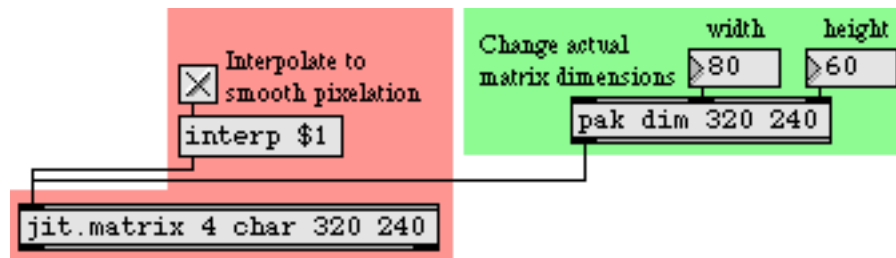 Interpolate to
smooth pixelation
interp $1
jit.matrix 4 char 320 240
Change actual
matrix dimensions
width
80
height
60
pak dim 320 240